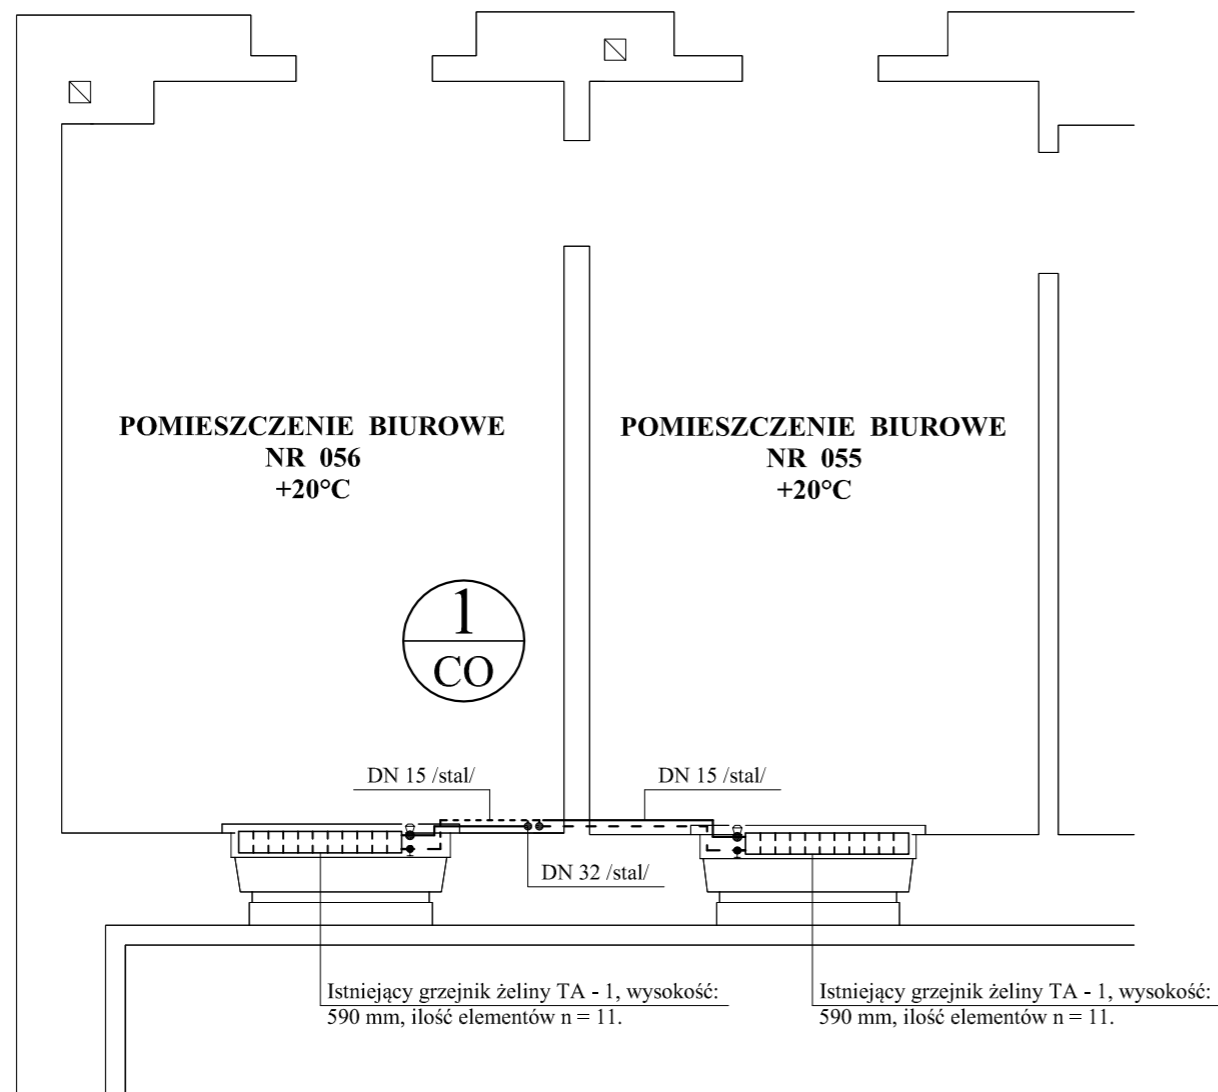 POMIESZCZENIE BIUROWE
NR 056
+20°C
POMIESZCZENIE BIUROWE
NR 055
+20°C
1
CO
DN 15 /stal/
DN 15 /stal/
DN 32 /stal/
Istniejący grzejnik żeliny TA - 1, wysokość:
590 mm, ilość elementów n = 11.
Istniejący grzejnik żeliny TA - 1, wysokość:
590 mm, ilość elementów n = 11.